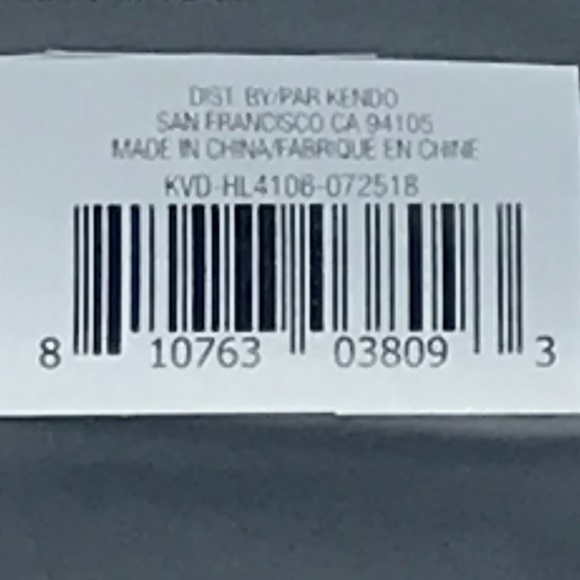 DIST. BY/PAR KENDO
SAN FRANCISCO CA 94105
MADE IN CHINA/FABRIQUÉ EN CHINE
KVD-HL4106-072518
8 10763 03809 3